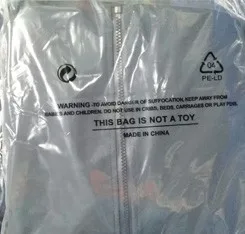 04
PE-LD
WARNING: TO AVOID DANGER OF SUFFOCATION, KEEP AWAY FROM
BABIES AND CHILDREN. DO NOT USE IN CRIBS, BEDS, CARRIAGES OR PLAY PENS.
THIS BAG IS NOT A TOY
MADE IN CHINA